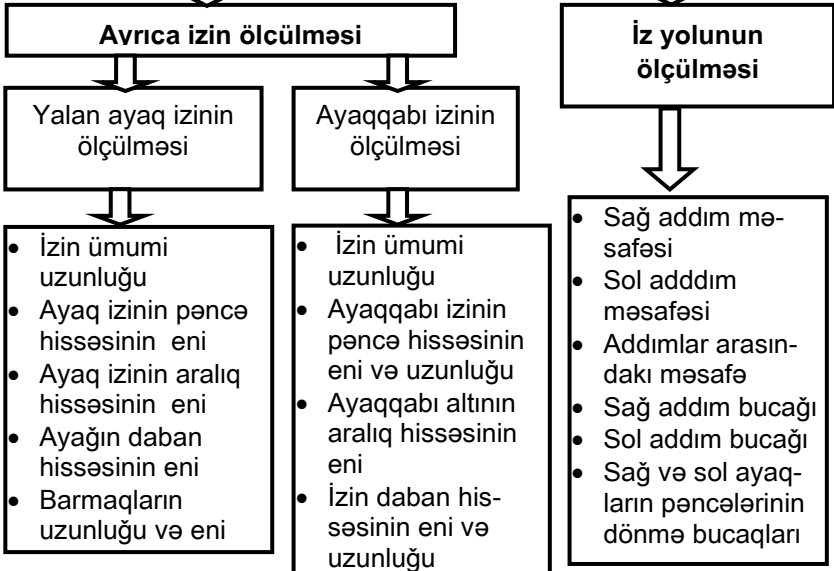 Ayrıca izin ölçülməsi
İz yolunun
ölçülməsi
Yalan ayaq izinin
ölçülməsi
Ayaqqabı izinin
ölçülməsi
• İzin ümumi
uzunluğu
• Ayaq izinin pəncə
hissəsinin eni
• Ayaq izinin aralıq
hissəsinin eni
• Ayağın daban
hissəsinin eni
• Barmaqların
uzunluğu və eni
• İzin ümumi
uzunluğu
• Ayaqqabı izinin
pəncə hissəsinin
eni və uzunluğu
• Ayaqqabı altının
aralıq hissəsinin
eni
• İzin daban his-
səsinin eni və
uzunluğu
• Sağ addım mə-
safəsi
• Sol adddım
məsafəsi
• Addımlar arasın-
dakı məsafə
• Sağ addım bucağı
• Sol addım bucağı
• Sağ və sol ayaq-
ların pəncələrinin
dönmə bucaqları